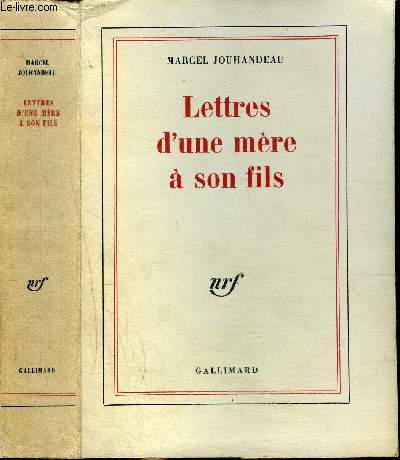 www.le-livre.com
MARCEL
JOUHANDEAU
LETTRES
D'UNE MÈRE
À SON FILS
nrf
GALLIMARD
MARCEL JOUHANDEAU
Lettres
d'une mère
à son fils
nrf
GALLIMARD